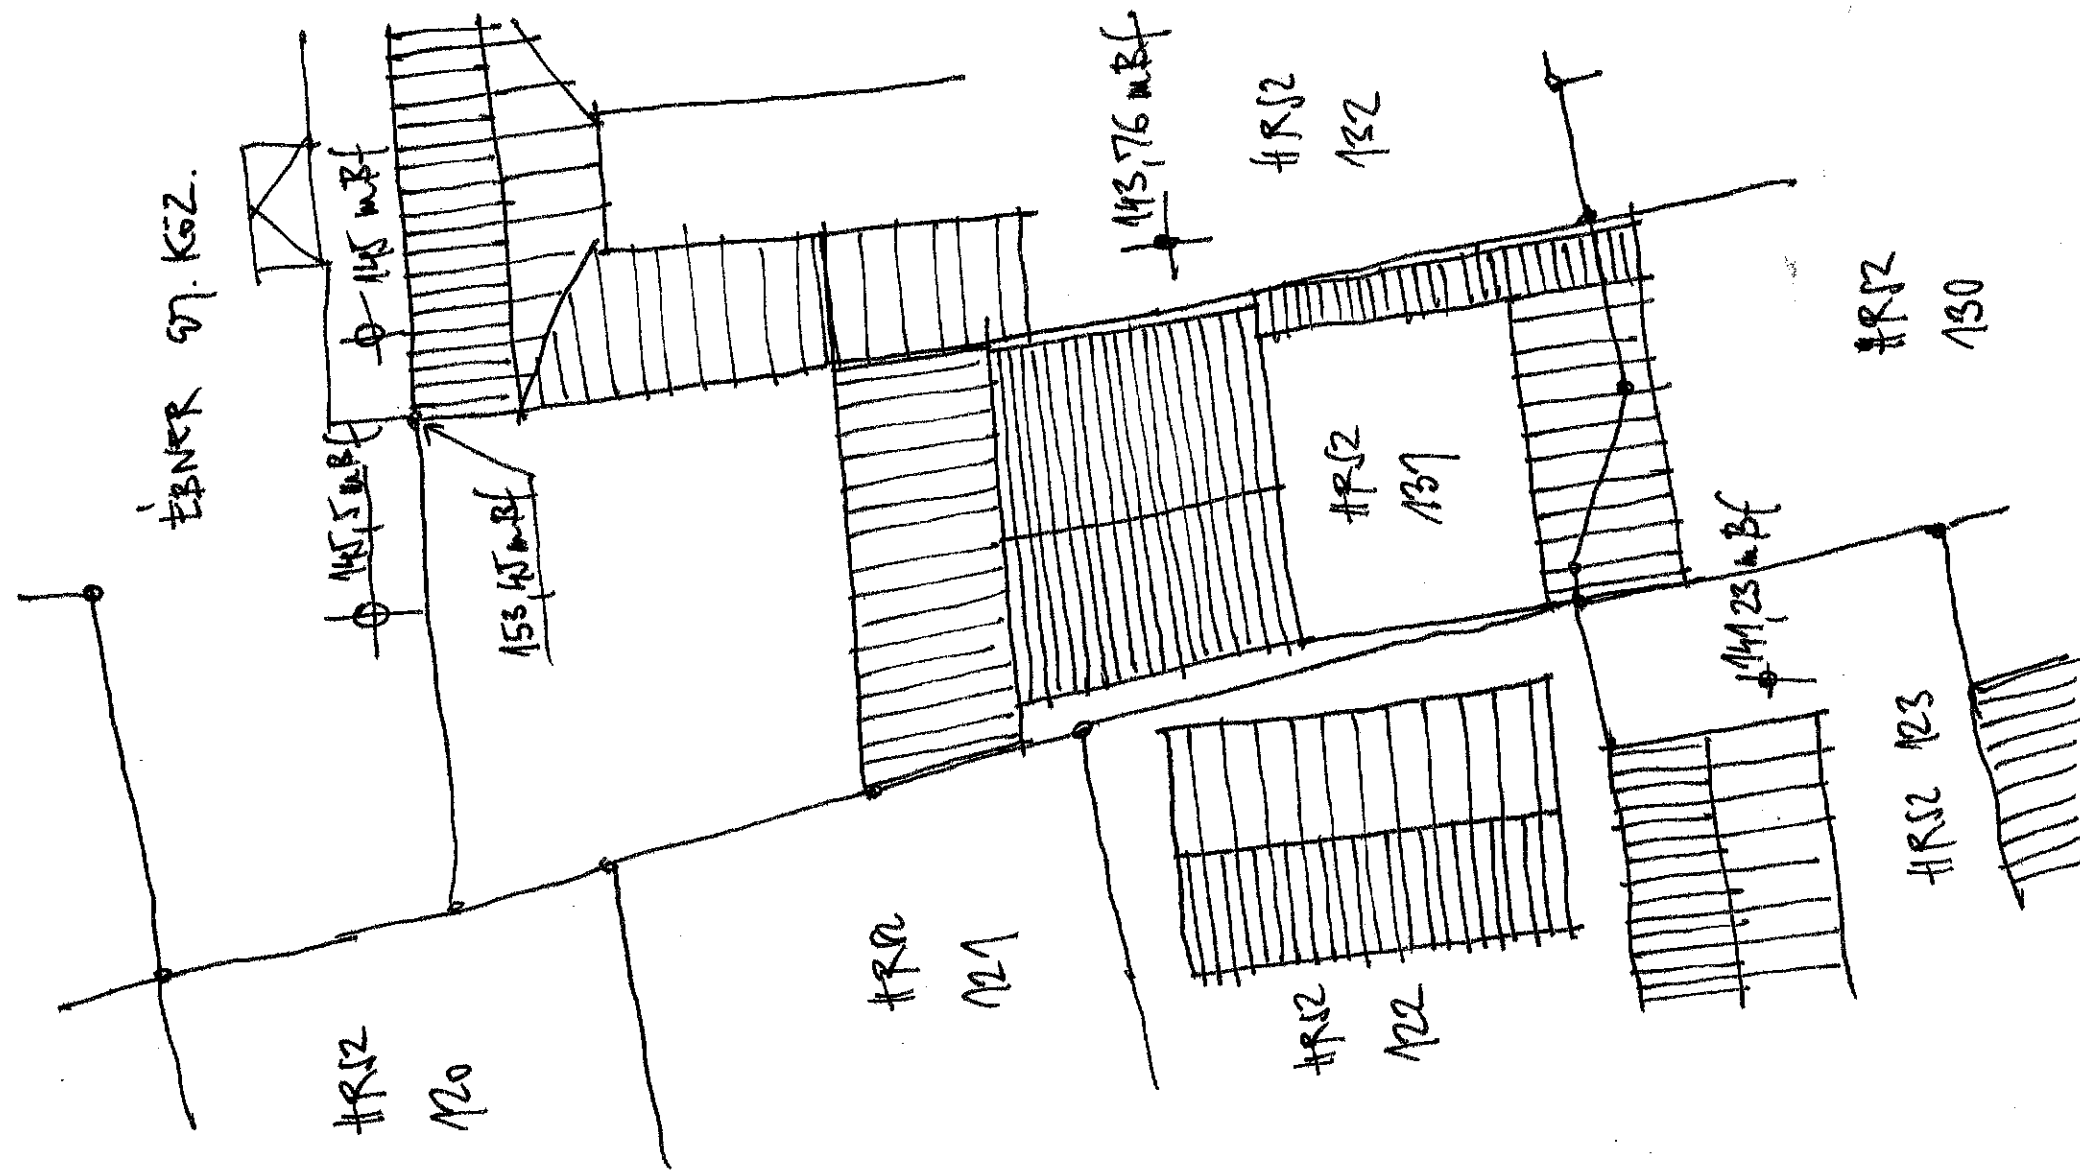 ÉBNER GY. KÖZ.
145 mBf
145,5 mBf
153,45 mBf
143,76 mBf
HRSZ
132
HRSZ
131
HRSZ
130
141,23 mBf
HRSZ 123
HRSZ
120
HRSZ
121
HRSZ
122